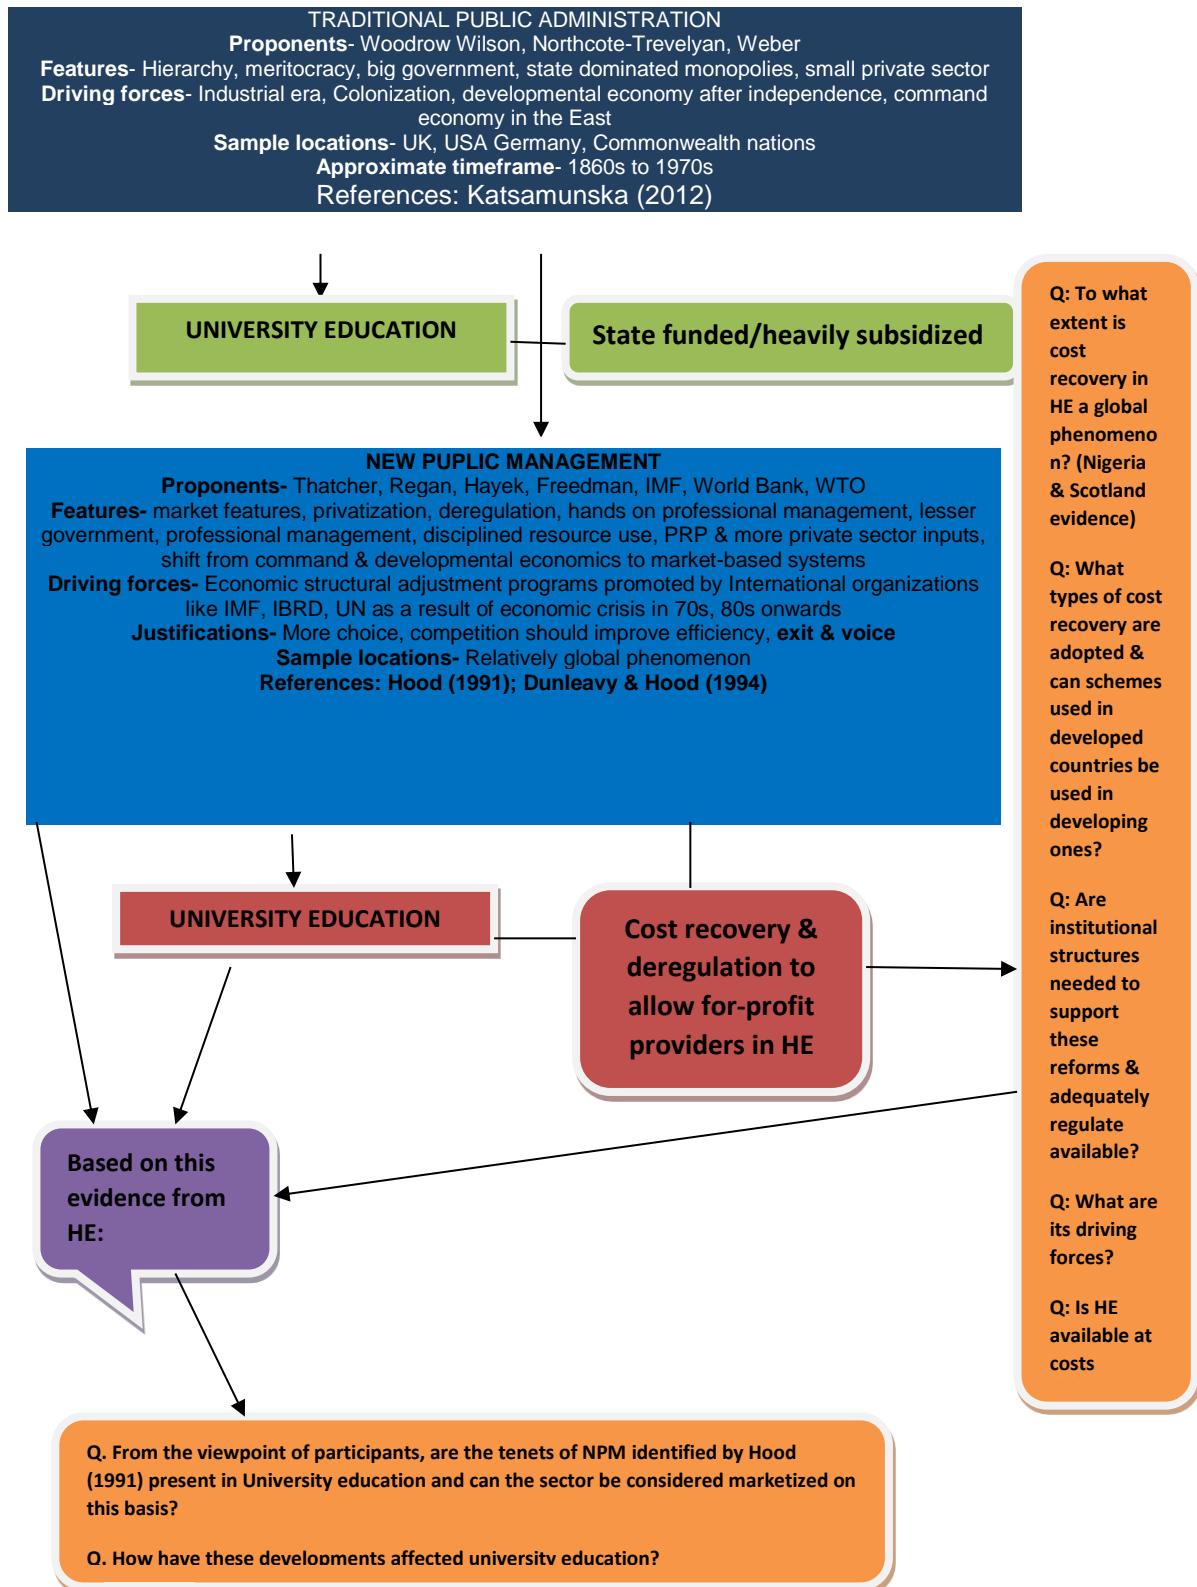 TRADITIONAL PUBLIC ADMINISTRATION
Proponents- Woodrow Wilson, Northcote-Trevelyan, Weber
Features- Hierarchy, meritocracy, big government, state dominated monopolies, small private sector
Driving forces- Industrial era, Colonization, developmental economy after independence, command
economy in the East
Sample locations- UK, USA Germany, Commonwealth nations
Approximate timeframe- 1860s to 1970s
References: Katsamunska (2012)
UNIVERSITY EDUCATION
State funded/heavily subsidized
NEW PUPLIC MANAGEMENT
Proponents- Thatcher, Regan, Hayek, Freedman, IMF, World Bank, WTO
Features- market features, privatization, deregulation, hands on professional management, lesser
government, professional management, disciplined resource use, PRP & more private sector inputs,
shift from command & developmental economics to market-based systems
Driving forces- Economic structural adjustment programs promoted by International organizations
like IMF, IBRD, UN as a result of economic crisis in 70s, 80s onwards
Justifications- More choice, competition should improve efficiency, exit & voice
Sample locations- Relatively global phenomenon
References: Hood (1991); Dunleavy & Hood (1994)
UNIVERSITY EDUCATION
Cost recovery &
deregulation to
allow for-profit
providers in HE
Q: To what
extent is
cost
recovery in
HE a global
phenomeno
n? (Nigeria
& Scotland
evidence)
Q: What
types of cost
recovery are
adopted &
can schemes
used in
developed
countries be
used in
developing
ones?
Q: Are
institutional
structures
needed to
support
these
reforms &
adequately
regulate
available?
Q: What are
its driving
forces?
Q: Is HE
available at
costs
Based on this
evidence from
HE:
Q. From the viewpoint of participants, are the tenets of NPM identified by Hood
(1991) present in University education and can the sector be considered marketized on
this basis?
Q. How have these developments affected university education?